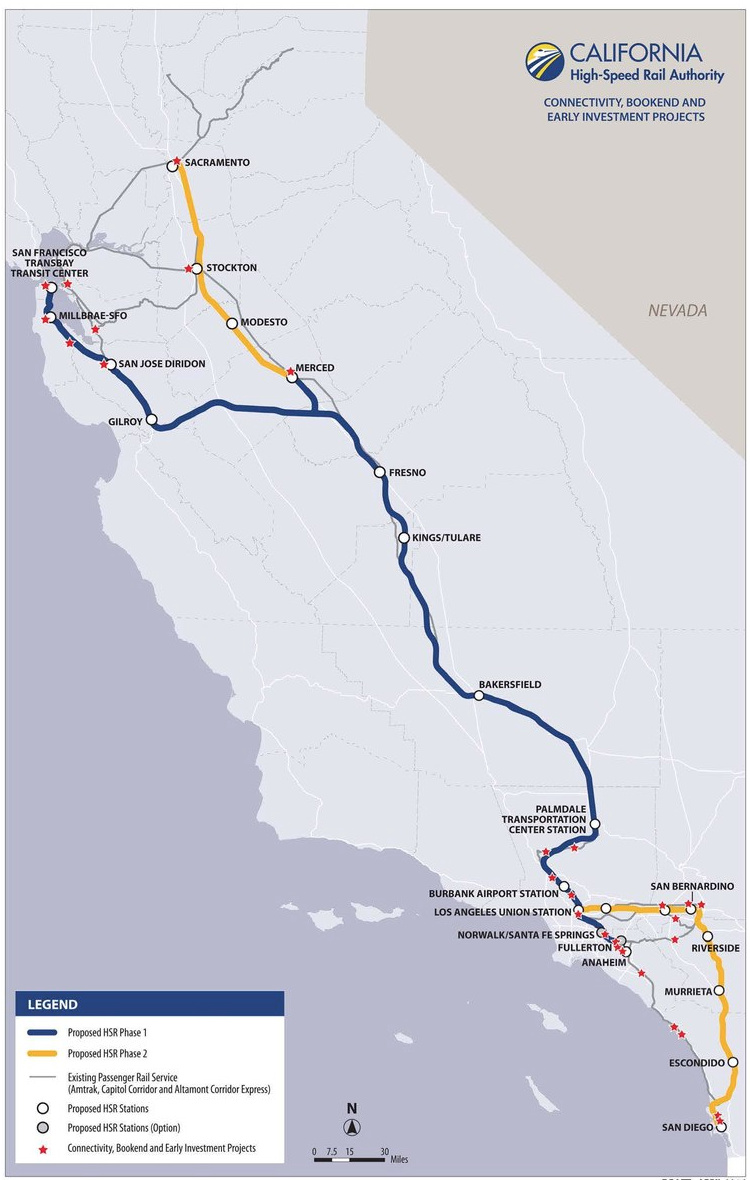 CALIFORNIA
High-Speed Rail Authority
CONNECTIVITY, BOOKEND AND
EARLY INVESTMENT PROJECTS
SACRAMENTO
SAN FRANCISCO
TRANSBAY
TRANSIT CENTER
STOCKTON
NEVADA
MILLBRAE-SFO
MODESTO
SAN JOSE DIRIDON
MERCED
GILROY
FRESNO
KINGS/TULARE
BAKERSFIELD
PALMDALE
TRANSPORTATION
CENTER STATION
SAN BERNARDINO
BURBANK AIRPORT STATION
LOS ANGELES UNION STATION
NORWALK/SANTA FE SPRINGS
FULLERTON
RIVERSIDE
ANAHEIM
MURRIETA
ESCONDIDO
SAN DIEGO
LEGEND
Proposed HSR Phase 1
Proposed HSR Phase 2
Existing Passenger Rail Service
(Amtrak, Capitol Corridor and Altamont Corridor Express)
Proposed HSR Stations
Proposed HSR Stations (Option)
Connectivity, Bookend and Early Investment Projects
N
0 7.5 15 30
Miles